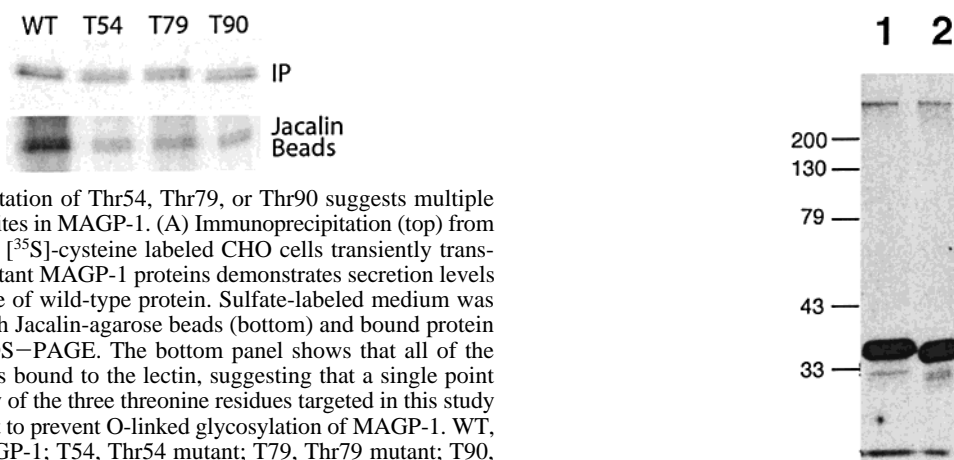 WT T54 T79 T90
IP
Jacalin
Beads
tation of Thr54, Thr79, or Thr90 suggests multiple
ites in MAGP-1. (A) Immunoprecipitation (top) from
[35S]-cysteine labeled CHO cells transiently trans-
tant MAGP-1 proteins demonstrates secretion levels
e of wild-type protein. Sulfate-labeled medium was
h Jacalin-agarose beads (bottom) and bound protein
S−PAGE. The bottom panel shows that all of the
s bound to the lectin, suggesting that a single point
y of the three threonine residues targeted in this study
t to prevent O-linked glycosylation of MAGP-1. WT,
GP-1; T54, Thr54 mutant; T79, Thr79 mutant; T90,
1 2
200
130
79
43
33